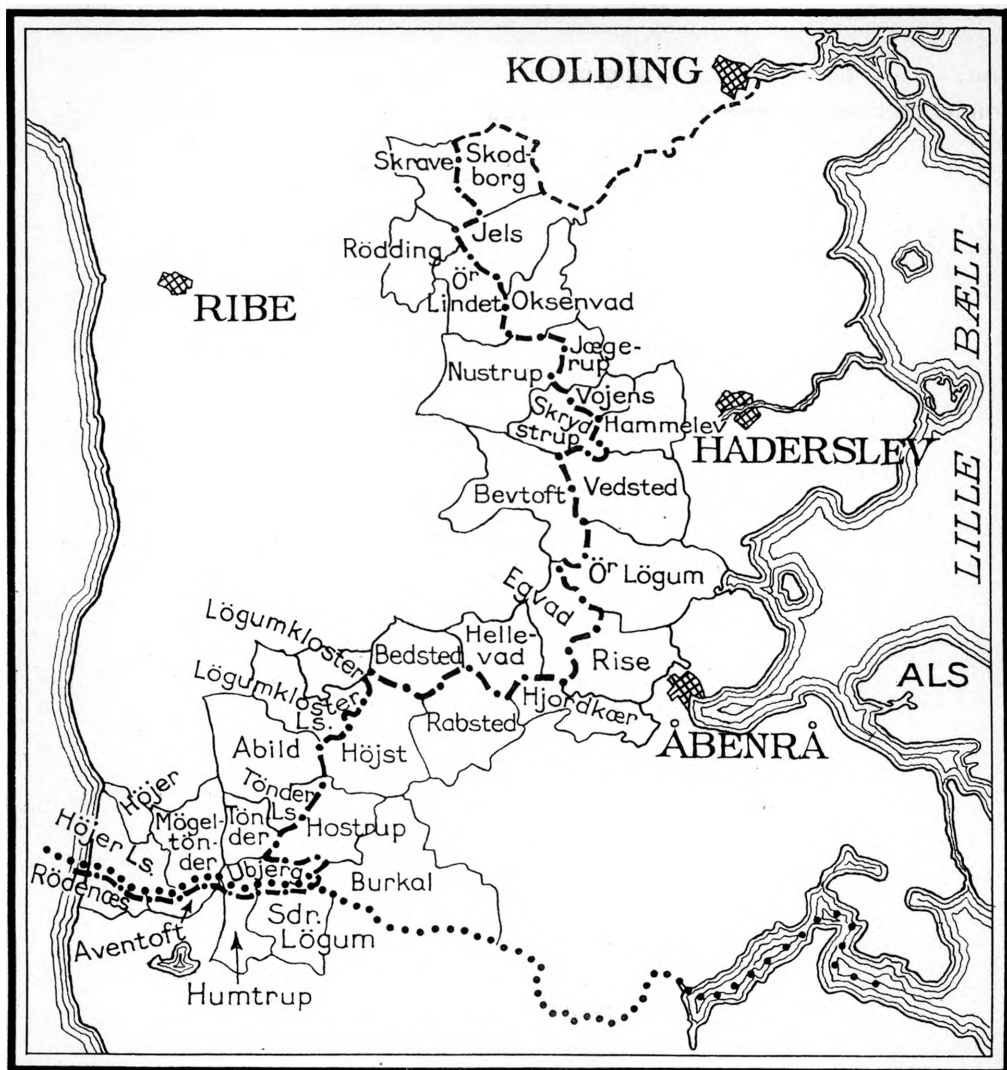 KOLDING
Skrave
Skod-
borg
Jels
Rödding
Ör
Lindet
Oksenvad
RIBE
LILLE BÆLT
Jæge-
rup
Nustrup
Vojens
Skryd
strup
Hammelev
HADERSLEV
Bevtoft
Vedsted
Ör Lögum
Egvad
Lögumkloster
Bedsted
Helle-
vad
Rise
ALS
Lögumkloster
Ls.
Rabsted
Hjordkær
ÅBENRÅ
Abild
Höjst
Tönder
Ls.
Höjer
Mögel-
tön-
der
Tön
der
Hostrup
Höjer Ls.
Ubjerg
Burkal
Rödenæs
Sdr.
Lögum
Aventoft
Humtrup